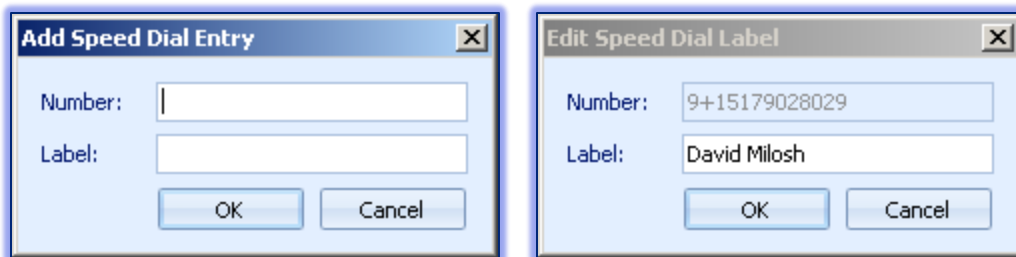 Add Speed Dial Entry
Number:
Label:
OK Cancel
Edit Speed Dial Label
Number: 9+15179028029
Label: David Milosh
OK Cancel